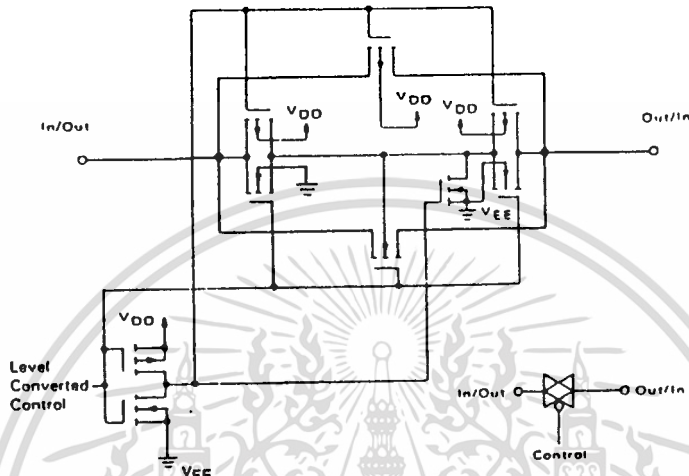 In/Out
VDD
VDD
VDD
Out/In
VEE
VDD
Level
Converted
Control
VEE
In/Out
Out/In
Control